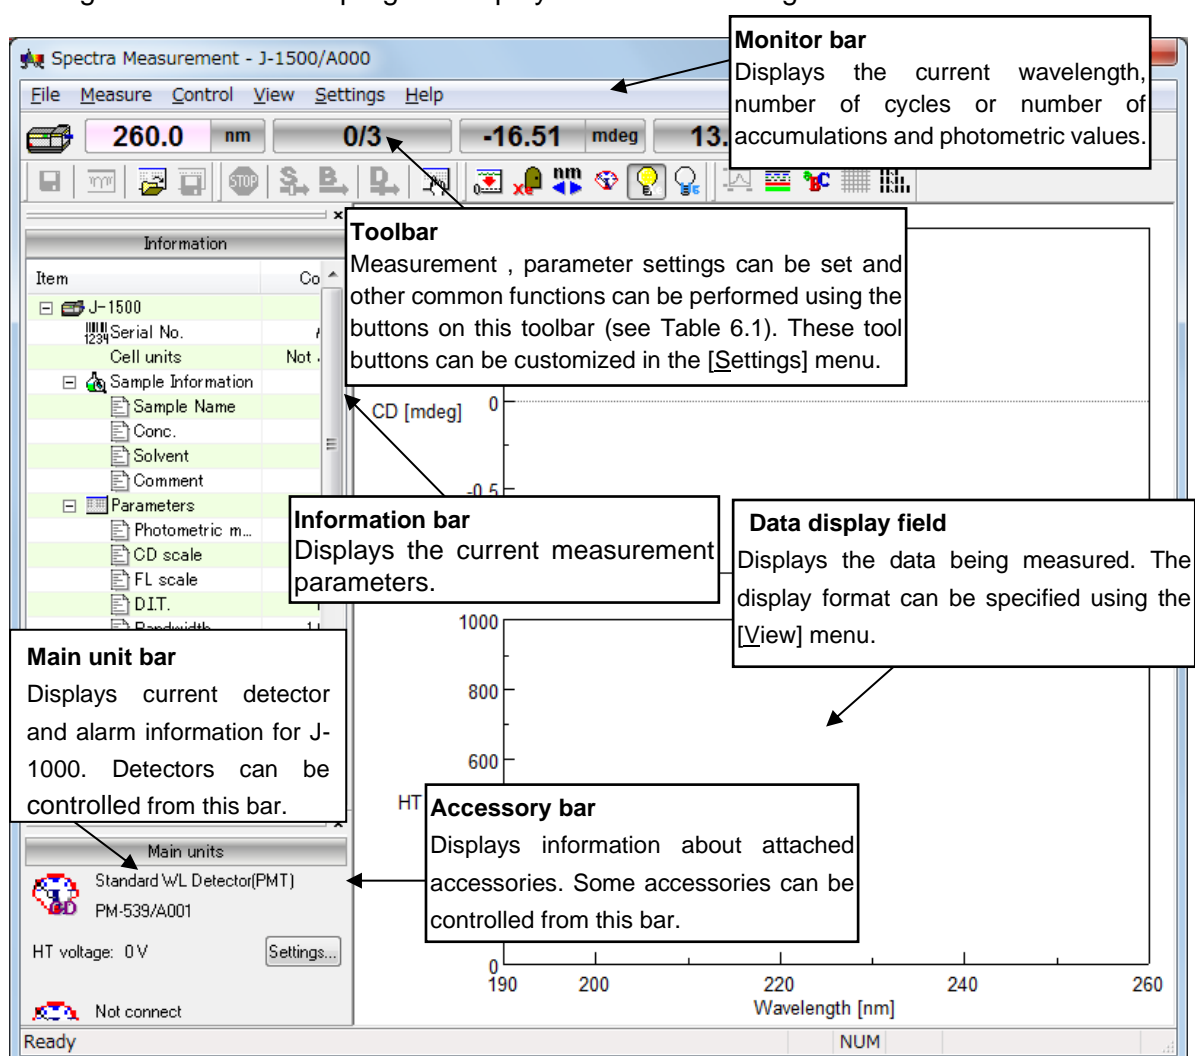 Spectra Measurement - J-1500/A000
File Measure Control View Settings Help
260.0 nm 0/3 -16.51 mdeg 13.
Monitor bar
Displays the current wavelength,
number of cycles or number of
accumulations and photometric values.
STOP S B D nm
Xe BC
Toolbar
Measurement , parameter settings can be set and
other common functions can be performed using the
buttons on this toolbar (see Table 6.1). These tool
buttons can be customized in the [Settings] menu.
Information
Item Co
J-1500
1234 Serial No.
Cell units Not
Sample Information
Sample Name
Conc.
Solvent
Comment
Parameters
Photometric m...
CD scale
FL scale
D.I.T.
Bandwidth
Information bar
Displays the current measurement
parameters.
CD [mdeg]
0
-0.5
Data display field
Displays the data being measured. The
display format can be specified using the
[View] menu.
Main unit bar
Displays current detector
and alarm information for J-
1000. Detectors can be
controlled from this bar.
1000
800
600
HT
0
190 200 220 240 260
Wavelength [nm]
Accessory bar
Displays information about attached
accessories. Some accessories can be
controlled from this bar.
Main units
Standard WL Detector(PMT)
CD PM-539/A001
HT voltage: 0 V Settings...
Not connect
Ready NUM